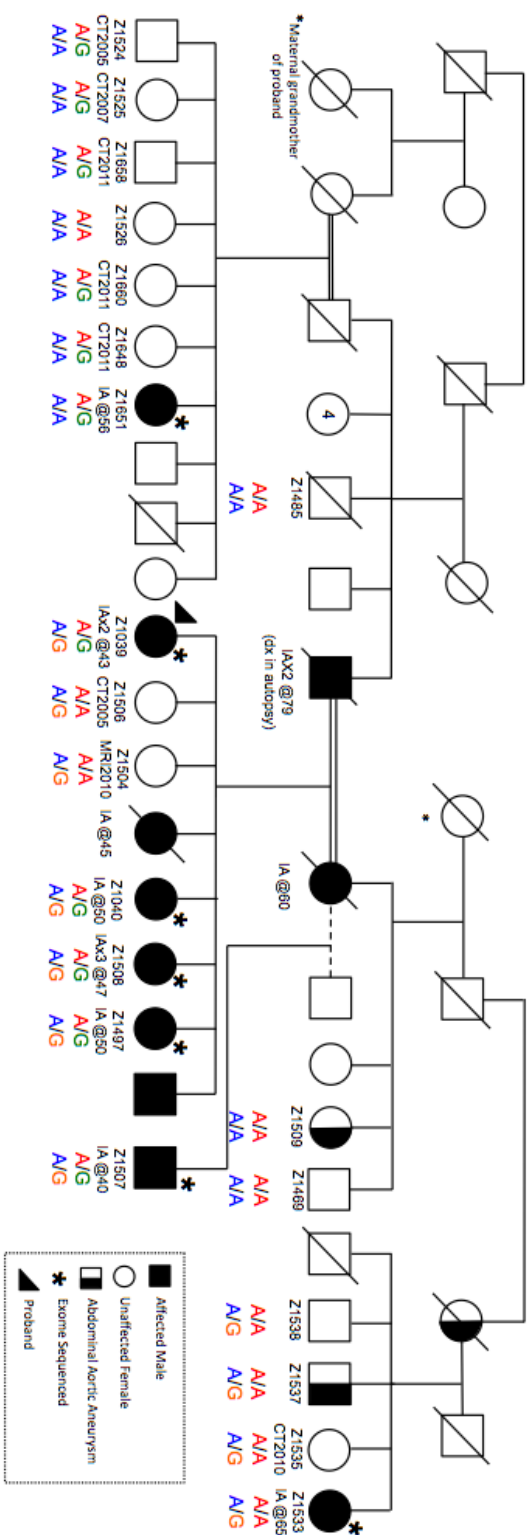 *Maternal grandmother
of proband
4
Z1485
A/A
A/A
IAX2 @79
(dx in autopsy)
*
IA @60
Z1509
A/A
A/A
Z1469
A/A
A/A
Z1538
A/A
A/G
Z1537
A/A
A/G
Z1535
CT2010
A/A
A/G
Z1533
IA @65
A/A
A/G
*
Z1524
CT2005
A/G
A/A
Z1525
CT2007
A/G
A/A
Z1658
CT2011
A/G
A/A
Z1526
A/A
A/A
Z1660
CT2011
A/G
A/A
Z1648
CT2011
A/G
A/A
*
Z1651
IA @56
A/G
A/A
*
Z1039
IAx2 @43
A/G
A/G
Z1506
CT2005
A/A
A/G
Z1504
MRI2010
A/A
A/G
IA @45
*
Z1040
IA @50
A/G
A/G
*
Z1508
IAx3 @47
A/G
A/G
*
Z1497
IA @50
A/G
A/G
*
Z1507
IA @40
A/G
A/G
Affected Male
Unaffected Female
Abdominal Aortic Aneurysm
* Exome Sequenced
Proband